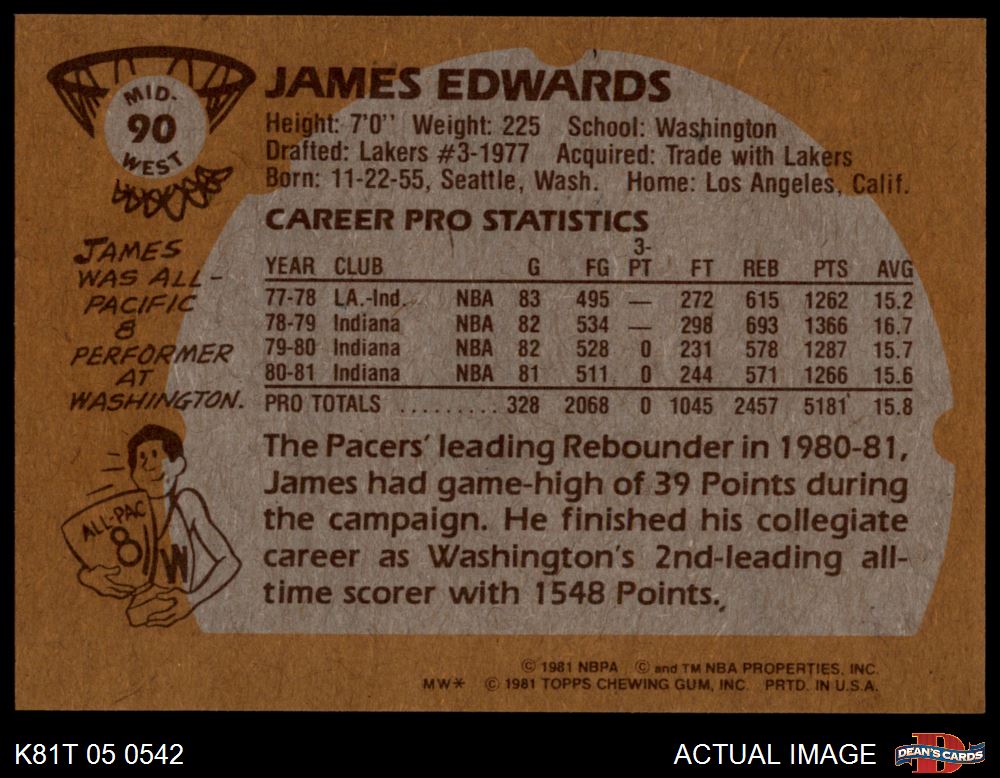 MID-
90
WEST
JAMES EDWARDS
Height: 7'0'' Weight: 225 School: Washington
Drafted: Lakers #3-1977 Acquired: Trade with Lakers
Born: 11-22-55, Seattle, Wash. Home: Los Angeles, Calif.
JAMES
WAS ALL-
PACIFIC
8
PERFORMER
AT
WASHINGTON.
ALL-PAC
8
W
CAREER PRO STATISTICS
YEAR CLUB G FG 3-PT FT REB PTS AVG
77-78 LA.-Ind. NBA 83 495 — 272 615 1262 15.2
78-79 Indiana NBA 82 534 — 298 693 1366 16.7
79-80 Indiana NBA 82 528 0 231 578 1287 15.7
80-81 Indiana NBA 81 511 0 244 571 1266 15.6
PRO TOTALS ......... 328 2068 0 1045 2457 5181 15.8
The Pacers' leading Rebounder in 1980-81,
James had game-high of 39 Points during
the campaign. He finished his collegiate
career as Washington's 2nd-leading all-
time scorer with 1548 Points.
© 1981 NBPA © and TM NBA PROPERTIES, INC.
MW* © 1981 TOPPS CHEWING GUM, INC. PRTD. IN U.S.A.
K81T 05 0542
ACTUAL IMAGE
D
DEAN'S CARDS